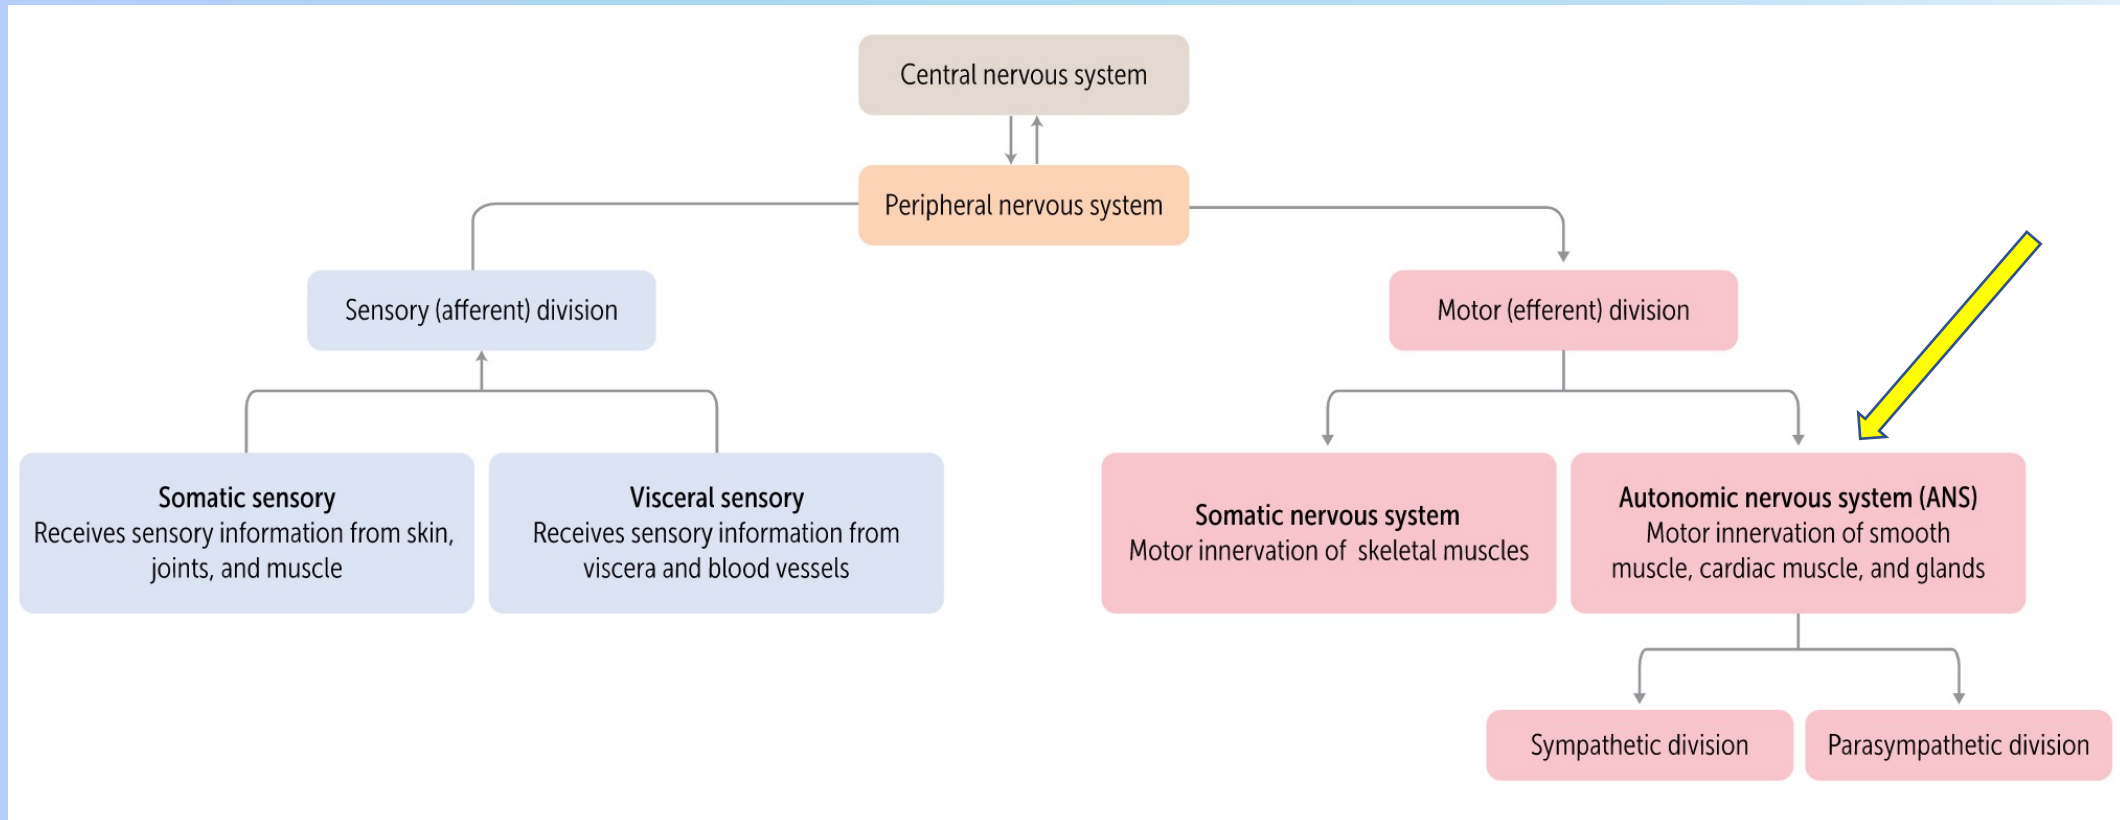 Central nervous system
Peripheral nervous system
Sensory (afferent) division
Motor (efferent) division
Somatic sensory
Receives sensory information from skin,
joints, and muscle
Visceral sensory
Receives sensory information from
viscera and blood vessels
Somatic nervous system
Motor innervation of skeletal muscles
Autonomic nervous system (ANS)
Motor innervation of smooth
muscle, cardiac muscle, and glands
Sympathetic division
Parasympathetic division